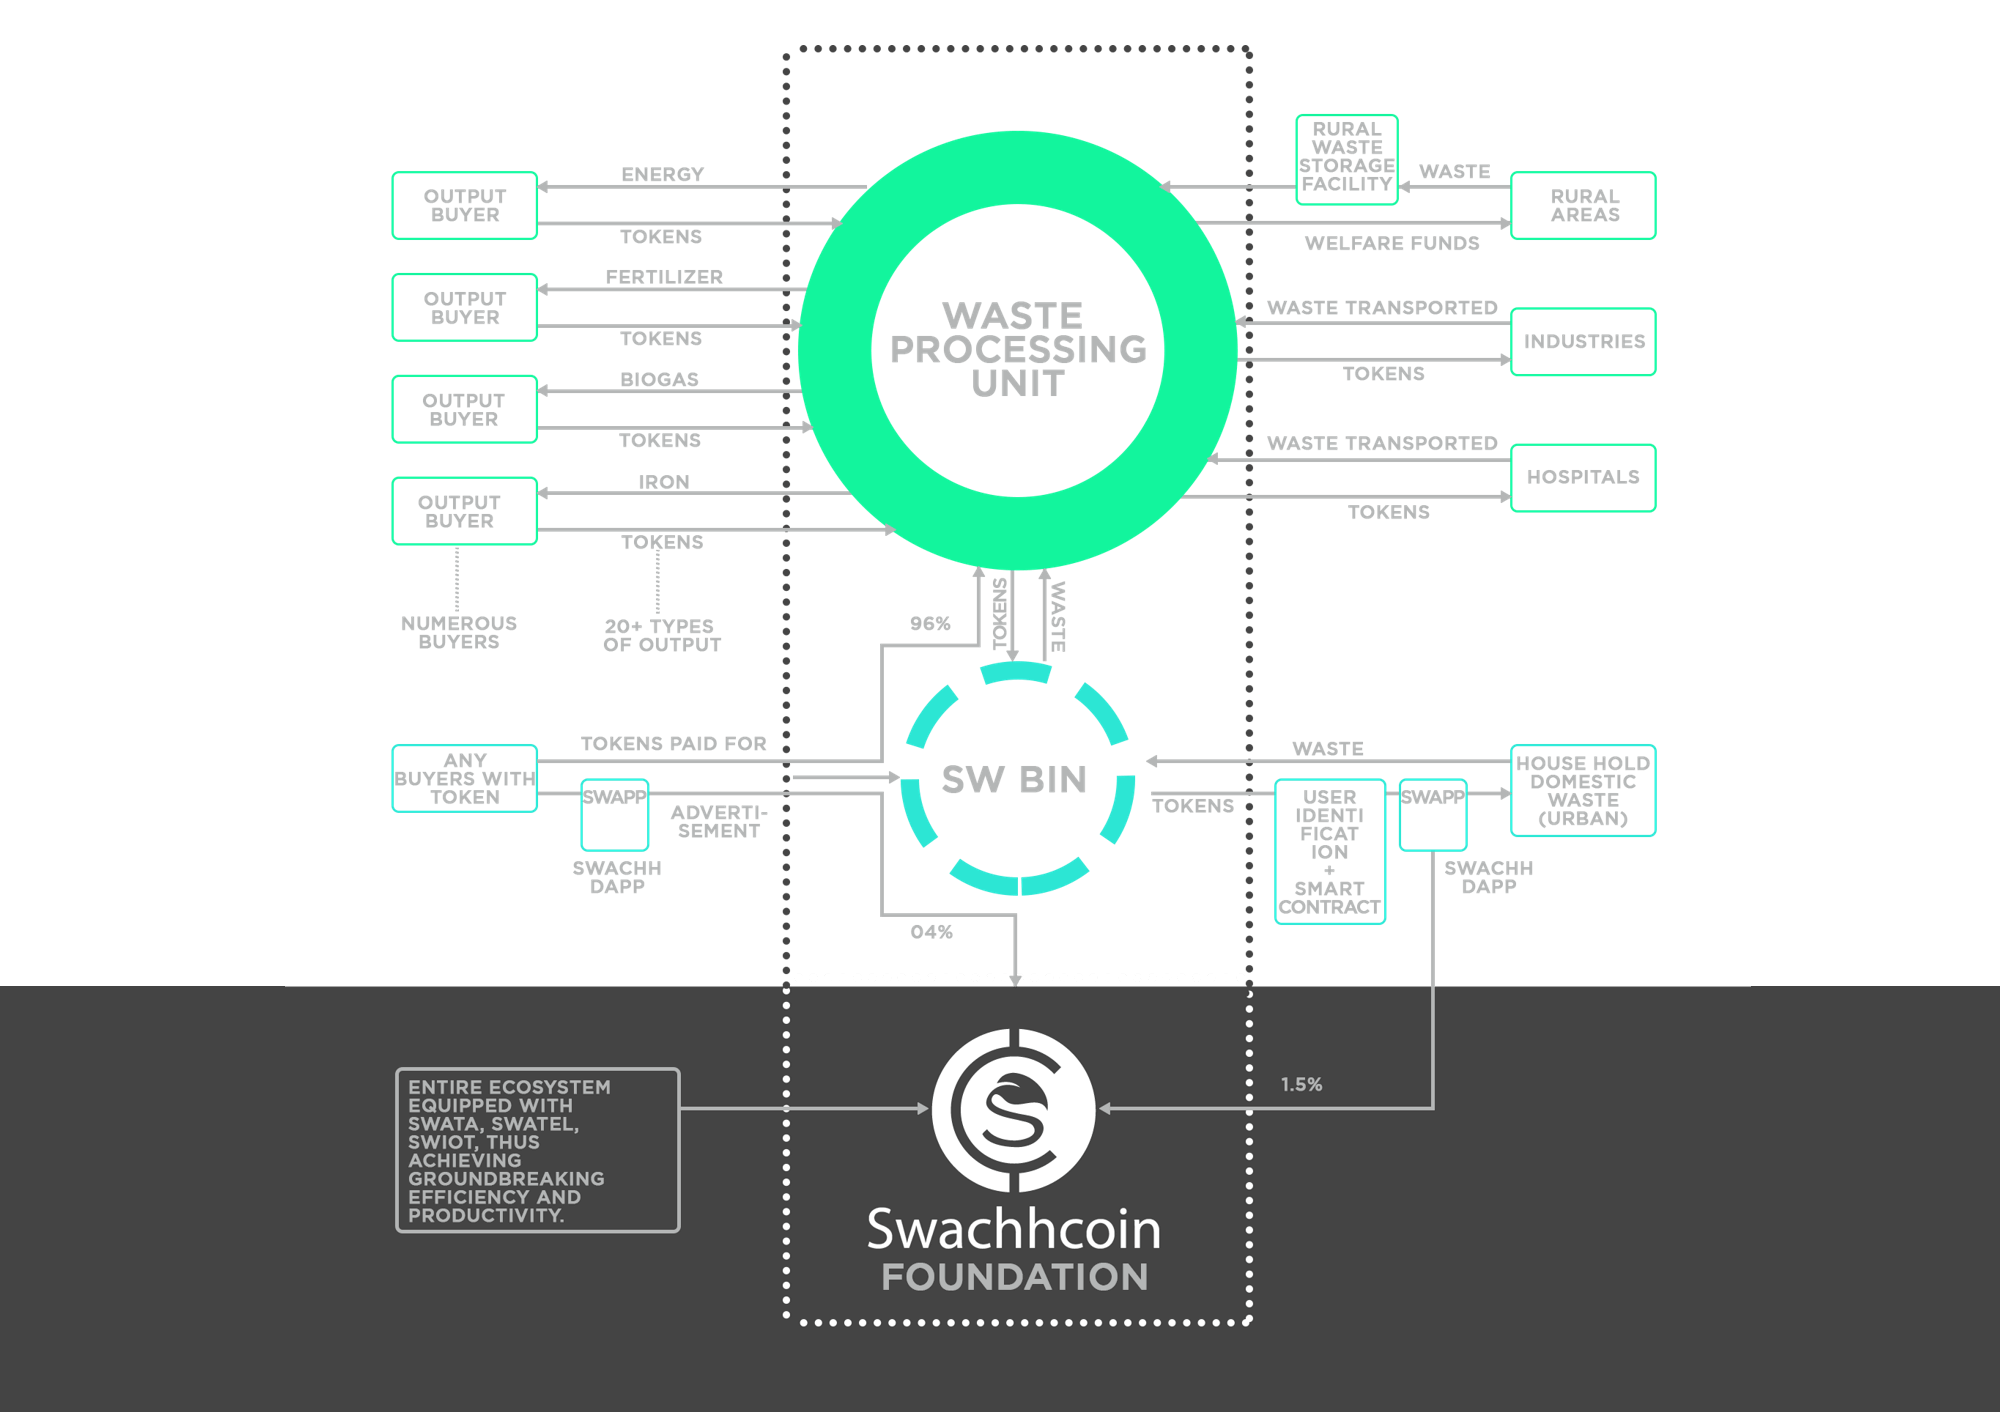 ENERGY
OUTPUT
BUYER
TOKENS
FERTILIZER
OUTPUT
BUYER
TOKENS
BIOGAS
OUTPUT
BUYER
TOKENS
IRON
OUTPUT
BUYER
TOKENS
NUMEROUS
BUYERS
20+ TYPES
OF OUTPUT
WASTE
PROCESSING
UNIT
RURAL
WASTE
STORAGE
FACILITY
WASTE
RURAL
AREAS
WELFARE FUNDS
WASTE TRANSPORTED
INDUSTRIES
TOKENS
WASTE TRANSPORTED
HOSPITALS
TOKENS
96%
TOKENS
WASTE
TOKENS PAID FOR
ANY
BUYERS WITH
TOKEN
SWAPP
ADVERTI-
SEMENT
SWACHH
DAPP
SW BIN
04%
WASTE
TOKENS
USER
IDENTI
FICAT
ION
+
SMART
CONTRACT
SWAPP
SWACHH
DAPP
HOUSE HOLD
DOMESTIC
WASTE
(URBAN)
1.5%
ENTIRE ECOSYSTEM
EQUIPPED WITH
SWATA, SWATEL,
SWIOT, THUS
ACHIEVING
GROUNDBREAKING
EFFICIENCY AND
PRODUCTIVITY.
Swachhcoin
FOUNDATION